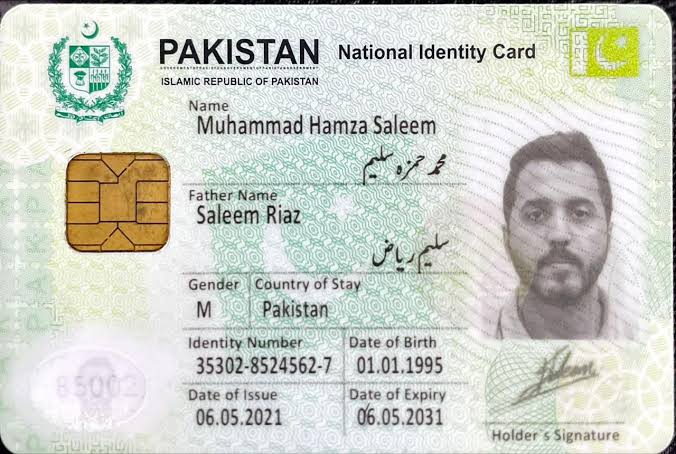 PAKISTAN National Identity Card
ISLAMIC REPUBLIC OF PAKISTAN
Name
Muhammad Hamza Saleem
محمد حمزہ سلیم
Father Name
Saleem Riaz
سلیم ریاض
Gender Country of Stay
M Pakistan
Identity Number Date of Birth
35302-8524562-7 01.01.1995
85002
Date of Issue Date of Expiry
06.05.2021 06.05.2031
Holder`s Signature